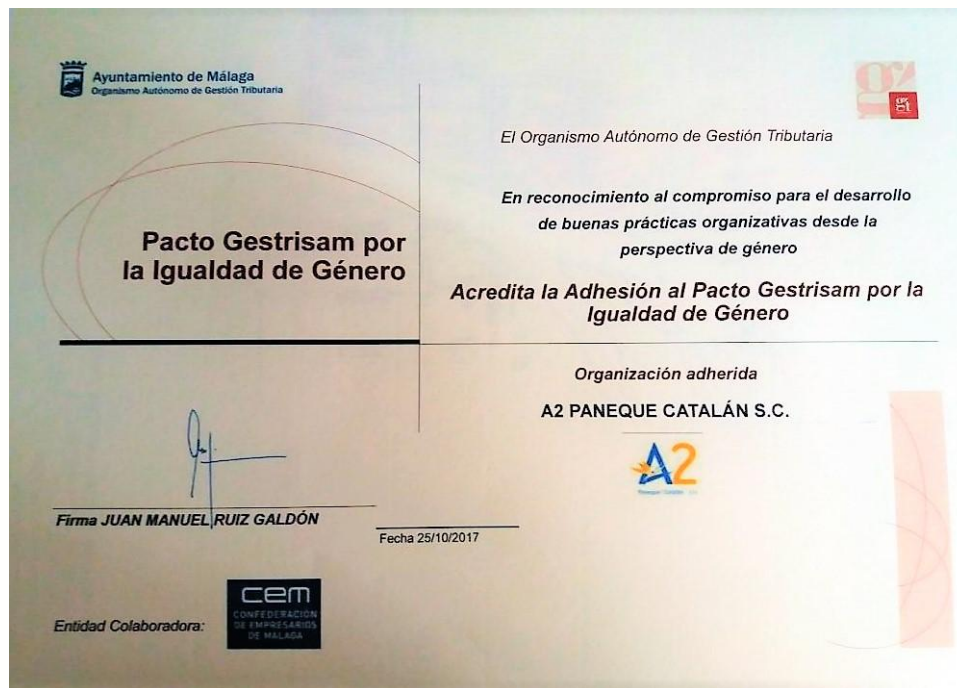 Ayuntamiento de Málaga
Organismo Autónomo de Gestión Tributaria
Pacto Gestrisam por
la Igualdad de Género
gt
El Organismo Autónomo de Gestión Tributaria
En reconocimiento al compromiso para el desarrollo
de buenas prácticas organizativas desde la
perspectiva de género
Acredita la Adhesión al Pacto Gestrisam por la
Igualdad de Género
Organización adherida
A2 PANEQUE CATALÁN S.C.
A2
Paneque Catalán
Firma JUAN MANUEL RUIZ GALDÓN
Fecha 25/10/2017
Entidad Colaboradora:
cem
CONFEDERACIÓN
DE EMPRESARIOS
DE MÁLAGA